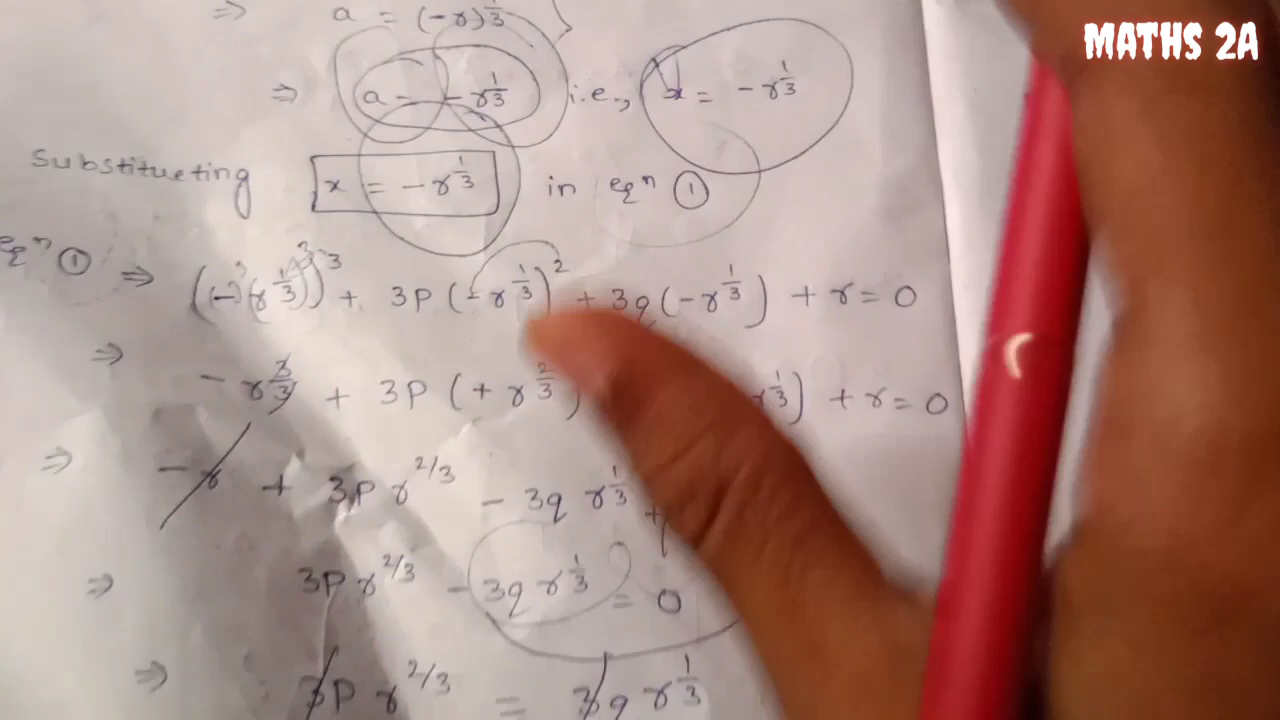 MATHS 2A
⇒ a = (-r)^{1/3}
⇒ a = -r^{1/3} i.e., x = -r^{1/3}
Substitueting x = -r^{1/3} in eqⁿ ①
eqⁿ ① ⇒ (-(r^{1/3}))^3 + 3p(-r^{1/3})^2 + 3q(-r^{1/3}) + r = 0
⇒ -r^{3/3} + 3p(+r^{2/3}) r^{1/3}) + r = 0
⇒ -r + 3p r^{2/3} - 3q r^{1/3} +
⇒ 3p r^{2/3} - 3q r^{1/3} = 0
⇒ 3p r^{2/3} = 3q r^{1/3}